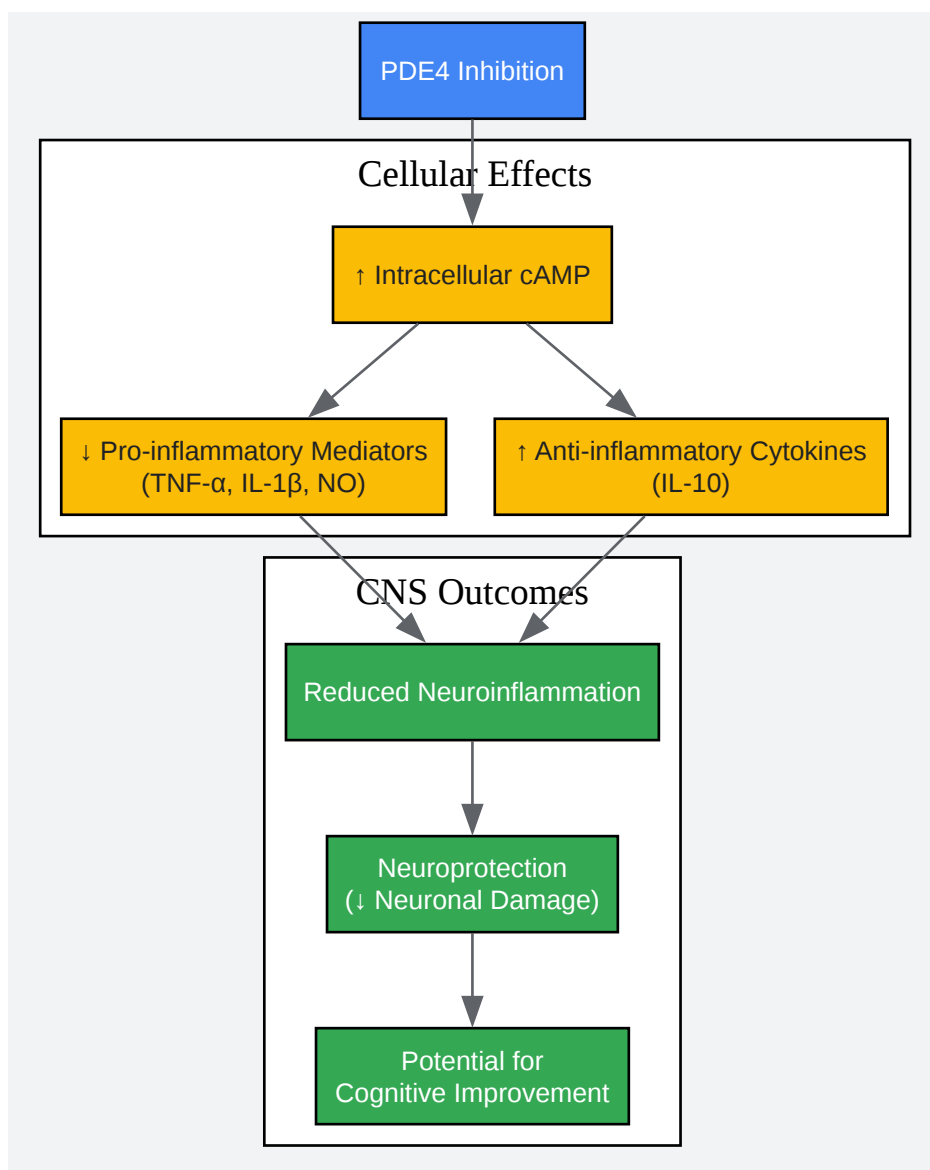 PDE4 Inhibition
Cellular Effects
↑ Intracellular cAMP
↓ Pro-inflammatory Mediators
(TNF-α, IL-1β, NO)
↑ Anti-inflammatory Cytokines
(IL-10)
CNS Outcomes
Reduced Neuroinflammation
Neuroprotection
(↓ Neuronal Damage)
Potential for
Cognitive Improvement